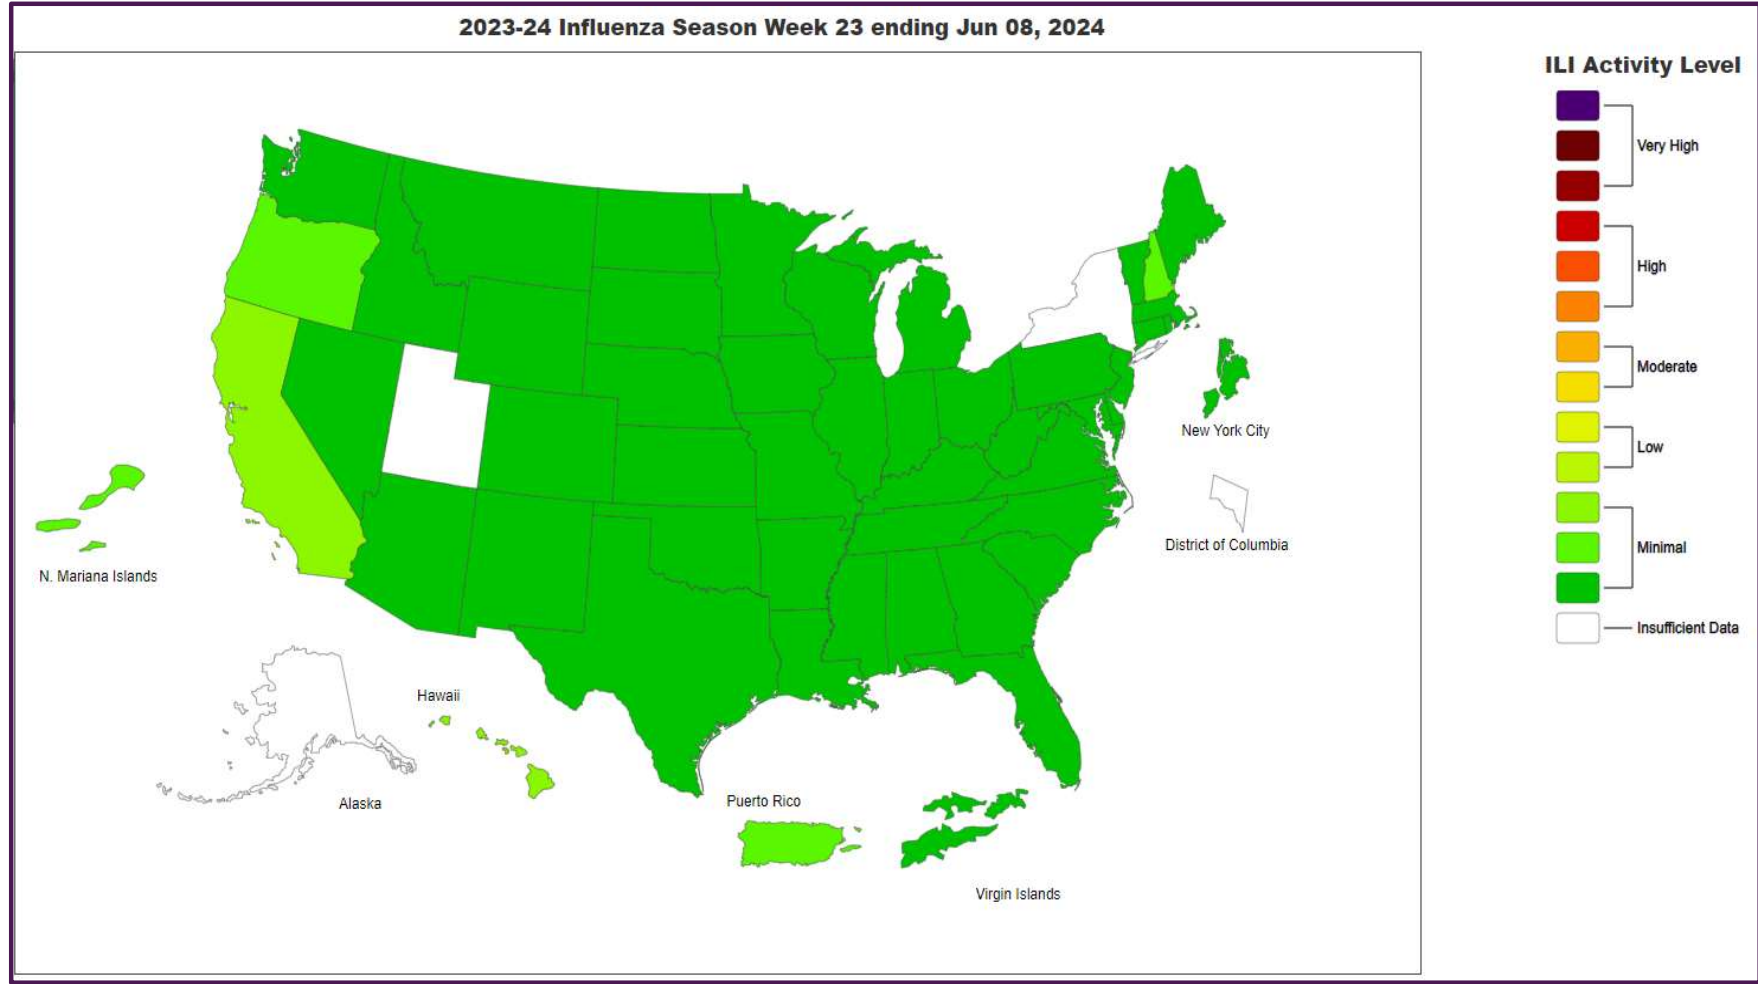 2023-24 Influenza Season Week 23 ending Jun 08, 2024
ILI Activity Level
Very High
High
Moderate
Low
Minimal
Insufficient Data
New York City
District of Columbia
N. Mariana Islands
Hawaii
Alaska
Puerto Rico
Virgin Islands